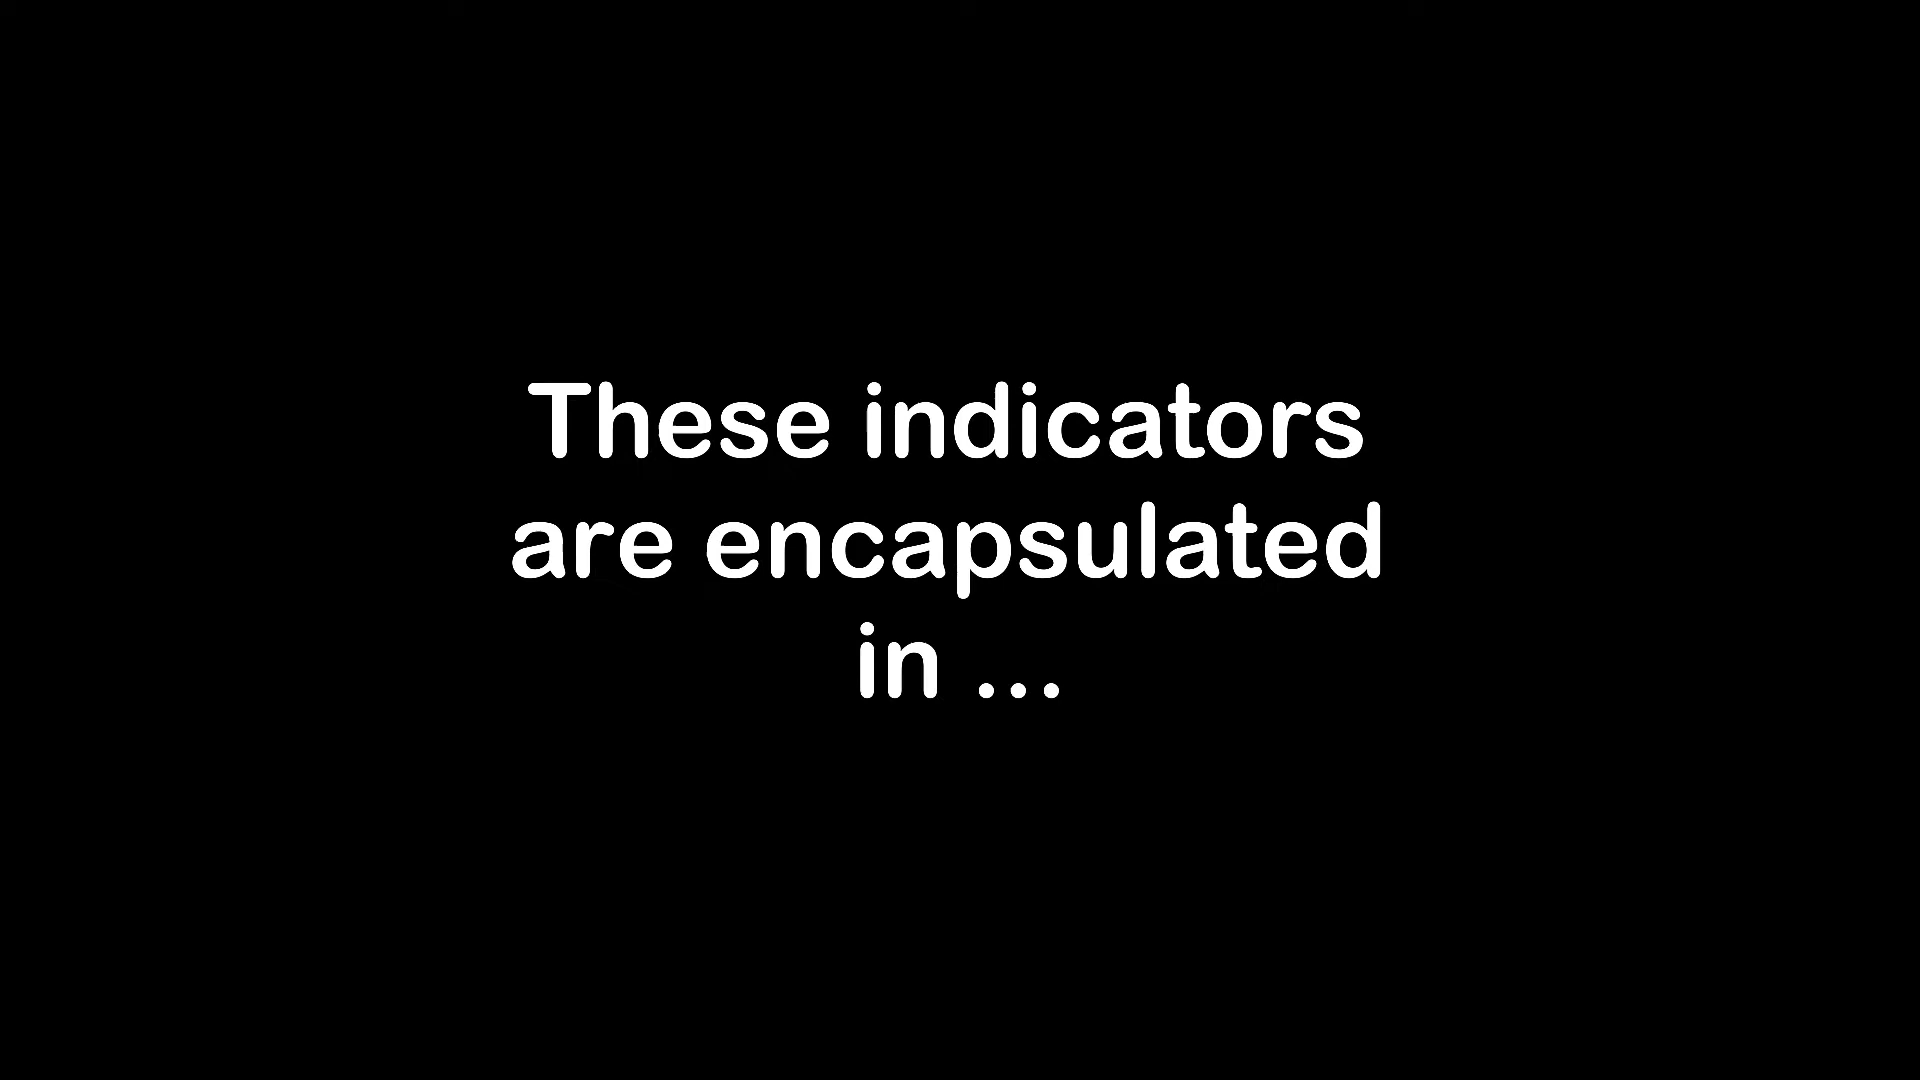 These indicators
are encapsulated
in ...